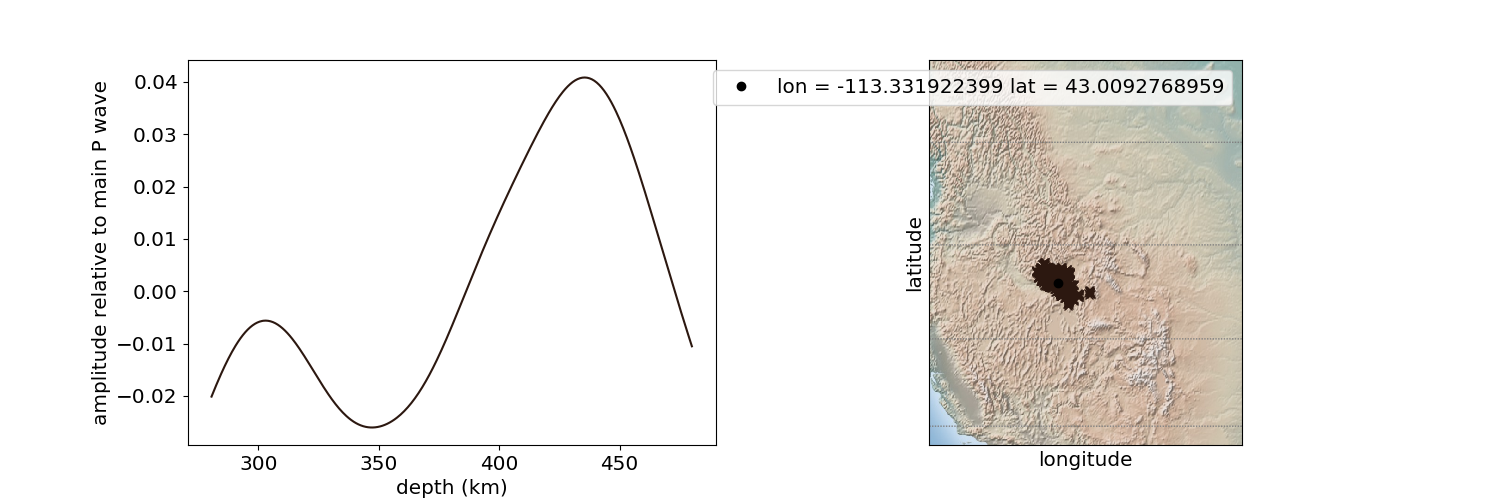 amplitude relative to main P wave
0.04
0.03
0.02
0.01
0.00
−0.01
−0.02
300 350 400 450
depth (km)
lon = -113.331922399 lat = 43.0092768959
latitude
longitude